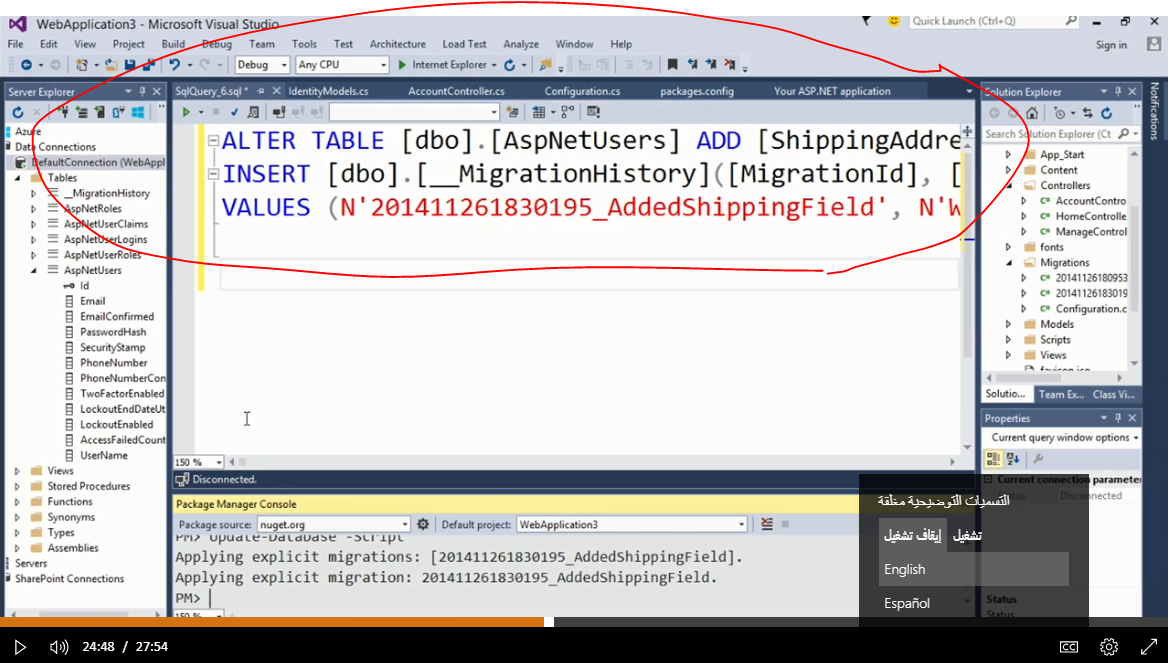 WebApplication3 - Microsoft Visual Studio
Quick Launch (Ctrl+Q)
File Edit View Project Build Debug Team Tools Test Architecture Load Test Analyze Window Help
Sign in
Debug Any CPU Internet Explorer
Server Explorer
Azure
Data Connections
DefaultConnection (WebAppl
Tables
_MigrationHistory
AspNetRoles
AspNetUserClaims
AspNetUserLogins
AspNetUserRoles
AspNetUsers
Id
Email
EmailConfirmed
PasswordHash
SecurityStamp
PhoneNumber
PhoneNumberCon
TwoFactorEnabled
LockoutEndDateUt
LockoutEnabled
AccessFailedCount
UserName
Views
Stored Procedures
Functions
Synonyms
Types
Assemblies
Servers
SharePoint Connections
SqlQuery_6.sql * IdentityModels.cs AccountController.cs Configuration.cs packages.config Your ASP.NET application
ALTER TABLE [dbo].[AspNetUsers] ADD [ShippingAddre
INSERT [dbo].[__MigrationHistory]([MigrationId], [
VALUES (N'201411261830195_AddedShippingField', N'W
150 %
Disconnected.
Package Manager Console
Package source: nuget.org Default project: WebApplication3
PM> Update-DataBase -Script
Applying explicit migrations: [201411261830195_AddedShippingField].
Applying explicit migration: 201411261830195_AddedShippingField.
PM>
150 %
Solution Explorer
Search Solution Explorer (Ct
App_Start
Content
Controllers
C# AccountContro
C# HomeControlle
C# ManageControl
fonts
Migrations
C# 20141126180953
C# 20141126183019
C# Configuration.c
Models
Scripts
Views
favicon.ico
Solutio... Team Ex... Class Vi...
Properties
Current query window options
Current connection parameter
Status Disconnected
Status
Status
Notifications
التسميات التوضيحية مغلقة
تشغيل إيقاف تشغيل
English
Español
24:48 / 27:54
CC